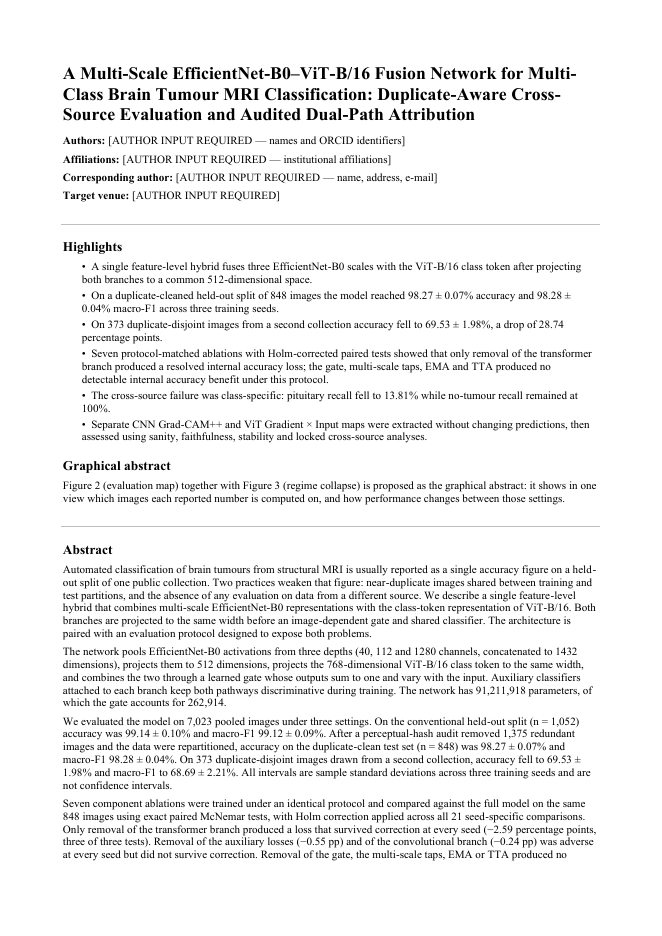 A Multi-Scale EfficientNet-B0–ViT-B/16 Fusion Network for Multi-
Class Brain Tumour MRI Classification: Duplicate-Aware Cross-
Source Evaluation and Audited Dual-Path Attribution
Authors: [AUTHOR INPUT REQUIRED — names and ORCID identifiers]
Affiliations: [AUTHOR INPUT REQUIRED — institutional affiliations]
Corresponding author: [AUTHOR INPUT REQUIRED — name, address, e-mail]
Target venue: [AUTHOR INPUT REQUIRED]
Highlights
• A single feature-level hybrid fuses three EfficientNet-B0 scales with the ViT-B/16 class token after projecting
both branches to a common 512-dimensional space.
• On a duplicate-cleaned held-out split of 848 images the model reached 98.27 ± 0.07% accuracy and 98.28 ±
0.04% macro-F1 across three training seeds.
• On 373 duplicate-disjoint images from a second collection accuracy fell to 69.53 ± 1.98%, a drop of 28.74
percentage points.
• Seven protocol-matched ablations with Holm-corrected paired tests showed that only removal of the transformer
branch produced a resolved internal accuracy loss; the gate, multi-scale taps, EMA and TTA produced no
detectable internal accuracy benefit under this protocol.
• The cross-source failure was class-specific: pituitary recall fell to 13.81% while no-tumour recall remained at
100%.
• Separate CNN Grad-CAM++ and ViT Gradient × Input maps were extracted without changing predictions, then
assessed using sanity, faithfulness, stability and locked cross-source analyses.
Graphical abstract
Figure 2 (evaluation map) together with Figure 3 (regime collapse) is proposed as the graphical abstract: it shows in one
view which images each reported number is computed on, and how performance changes between those settings.
Abstract
Automated classification of brain tumours from structural MRI is usually reported as a single accuracy figure on a held-
out split of one public collection. Two practices weaken that figure: near-duplicate images shared between training and
test partitions, and the absence of any evaluation on data from a different source. We describe a single feature-level
hybrid that combines multi-scale EfficientNet-B0 representations with the class-token representation of ViT-B/16. Both
branches are projected to the same width before an image-dependent gate and shared classifier. The architecture is
paired with an evaluation protocol designed to expose both problems.
The network pools EfficientNet-B0 activations from three depths (40, 112 and 1280 channels, concatenated to 1432
dimensions), projects them to 512 dimensions, projects the 768-dimensional ViT-B/16 class token to the same width,
and combines the two through a learned gate whose outputs sum to one and vary with the input. Auxiliary classifiers
attached to each branch keep both pathways discriminative during training. The network has 91,211,918 parameters, of
which the gate accounts for 262,914.
We evaluated the model on 7,023 pooled images under three settings. On the conventional held-out split (n = 1,052)
accuracy was 99.14 ± 0.10% and macro-F1 99.12 ± 0.09%. After a perceptual-hash audit removed 1,375 redundant
images and the data were repartitioned, accuracy on the duplicate-clean test set (n = 848) was 98.27 ± 0.07% and
macro-F1 98.28 ± 0.04%. On 373 duplicate-disjoint images drawn from a second collection, accuracy fell to 69.53 ±
1.98% and macro-F1 to 68.69 ± 2.21%. All intervals are sample standard deviations across three training seeds and are
not confidence intervals.
Seven component ablations were trained under an identical protocol and compared against the full model on the same
848 images using exact paired McNemar tests, with Holm correction applied across all 21 seed-specific comparisons.
Only removal of the transformer branch produced a loss that survived correction at every seed (−2.59 percentage points,
three of three tests). Removal of the auxiliary losses (−0.55 pp) and of the convolutional branch (−0.24 pp) was adverse
at every seed but did not survive correction. Removal of the gate, the multi-scale taps, EMA or TTA produced no